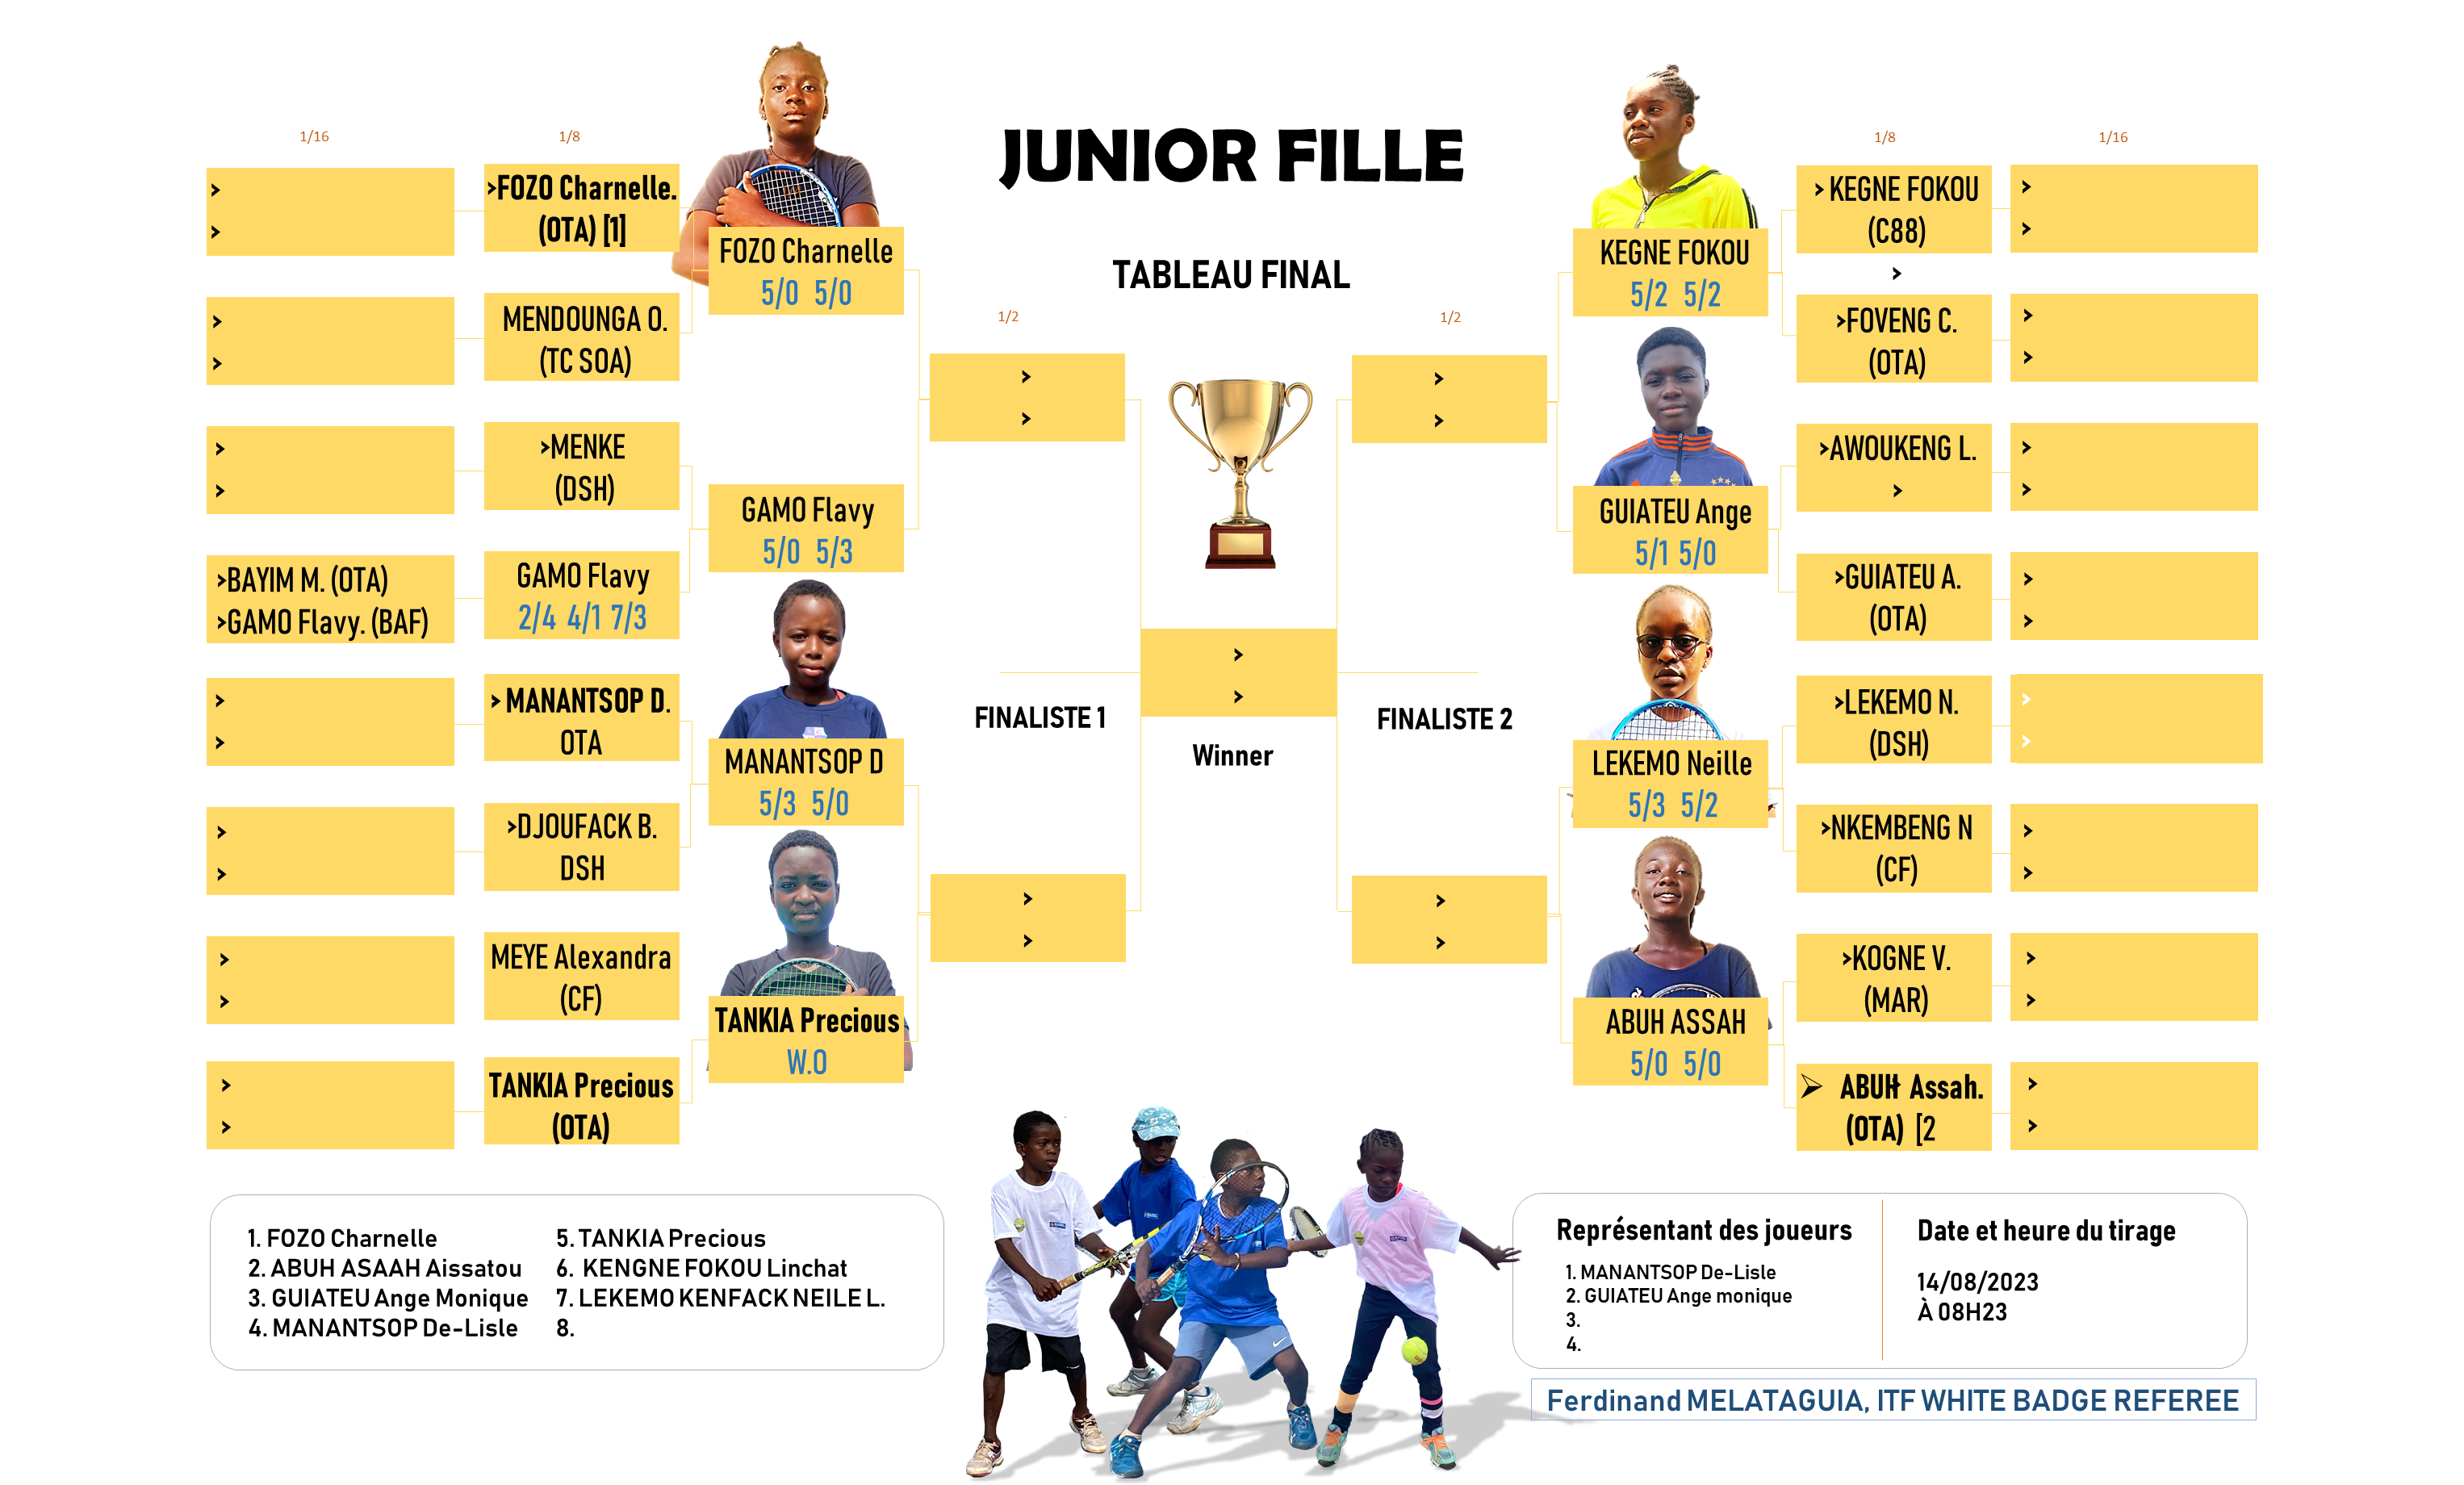 JUNIOR FILLE
TABLEAU FINAL
1/16
1/8
>
>
>FOZO Charnelle.
(OTA) [1]
FOZO Charnelle
5/0 5/0
>
>
MENDOUNGA O.
(TC SOA)
>
>
>MENKE
(DSH)
GAMO Flavy
5/0 5/3
>BAYIM M. (OTA)
>GAMO Flavy. (BAF)
GAMO Flavy
2/4 4/1 7/3
>
>
> MANANTSOP D.
OTA
MANANTSOP D
5/3 5/0
>
>
>DJOUFACK B.
DSH
>
>
MEYE Alexandra
(CF)
TANKIA Precious
W.O
>
>
TANKIA Precious
(OTA)
1/2
>
>
>
>
FINALISTE 1
>
>
Winner
1/2
>
>
>
>
FINALISTE 2
1/8
1/16
KEGNE FOKOU
5/2 5/2
> KEGNE FOKOU
(C88)
>
>
>
>FOVENG C.
(OTA)
>
>
GUIATEU Ange
5/1 5/0
>AWOUKENG L.
>
>
>
>GUIATEU A.
(OTA)
>
>
LEKEMO Neille
5/3 5/2
>LEKEMO N.
(DSH)
>
>
>NKEMBENG N
(CF)
>
>
ABUH ASSAH
5/0 5/0
>KOGNE V.
(MAR)
>
>
➢ ABUH Assah.
(OTA) [2
>
>
1. FOZO Charnelle
2. ABUH ASAAH Aissatou
3. GUIATEU Ange Monique
4. MANANTSOP De-Lisle
5. TANKIA Precious
6. KENGNE FOKOU Linchat
7. LEKEMO KENFACK NEILE L.
8.
Représentant des joueurs
1. MANANTSOP De-Lisle
2. GUIATEU Ange monique
3.
4.
Date et heure du tirage
14/08/2023
À 08H23
Ferdinand MELATAGUIA, ITF WHITE BADGE REFEREE